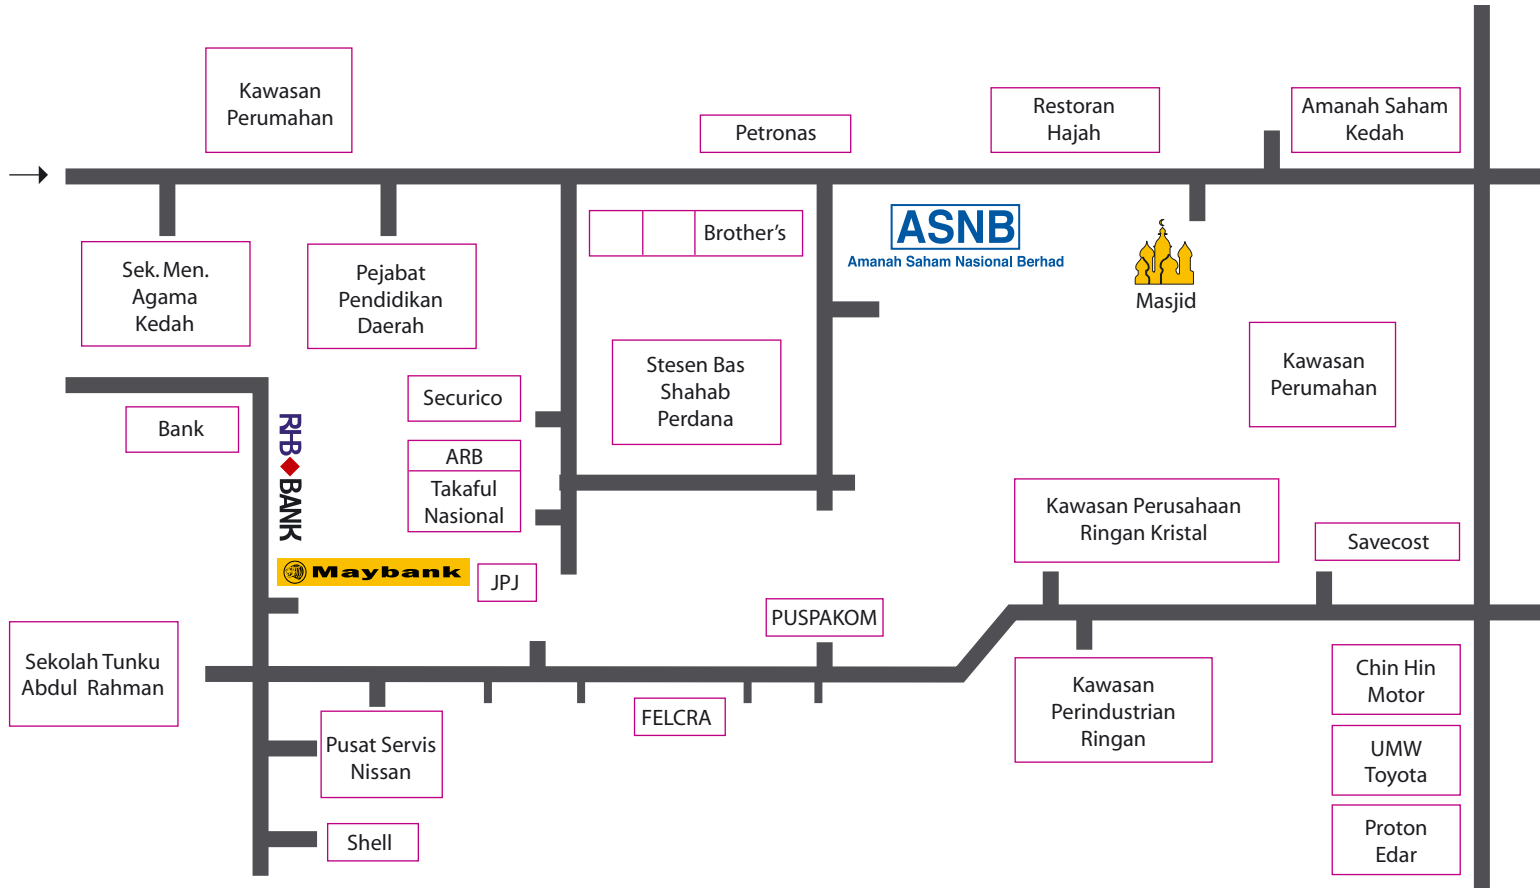 Kawasan
Perumahan
Petronas
Restoran
Hajah
Amanah Saham
Kedah
Brother's
ASNB
Amanah Saham Nasional Berhad
Sek. Men.
Agama
Kedah
Pejabat
Pendidikan
Daerah
Masjid
Stesen Bas
Shahab
Perdana
Kawasan
Perumahan
Securico
Bank
RHB BANK
ARB
Takaful
Nasional
Kawasan Perusahaan
Ringan Kristal
Savecost
Maybank
JPJ
PUSPAKOM
Sekolah Tunku
Abdul Rahman
Chin Hin
Motor
Kawasan
Perindustrian
Ringan
FELCRA
Pusat Servis
Nissan
UMW
Toyota
Shell
Proton
Edar